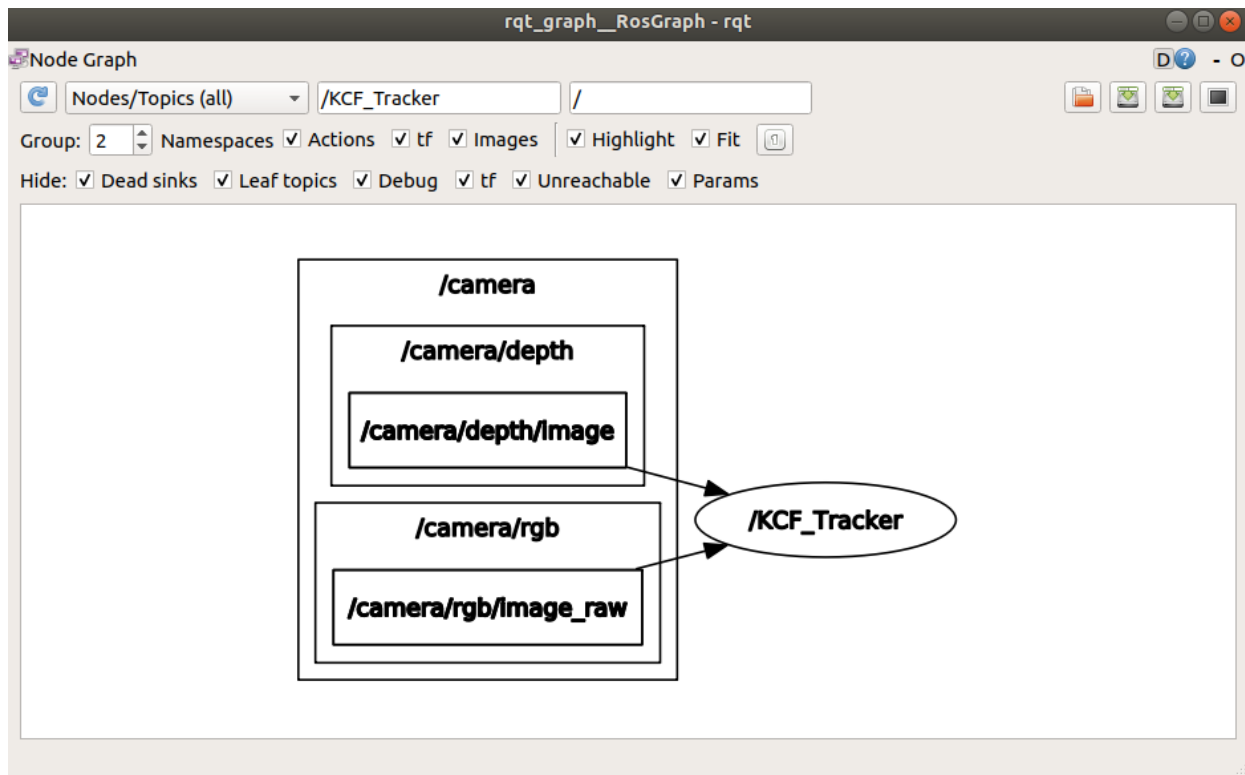 rqt_graph__RosGraph - rqt
Node Graph D ? - O
Nodes/Topics (all) /KCF_Tracker /
Group: 2 Namespaces Actions tf Images Highlight Fit
Hide: Dead sinks Leaf topics Debug tf Unreachable Params
/camera
/camera/depth
/camera/depth/image
/camera/rgb
/camera/rgb/image_raw
/KCF_Tracker